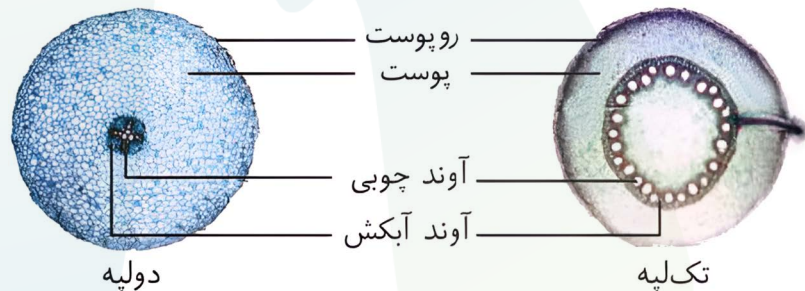 روپوست
پوست
آوند چوبی
آوند آبکش
تک‌لپه
دولپه